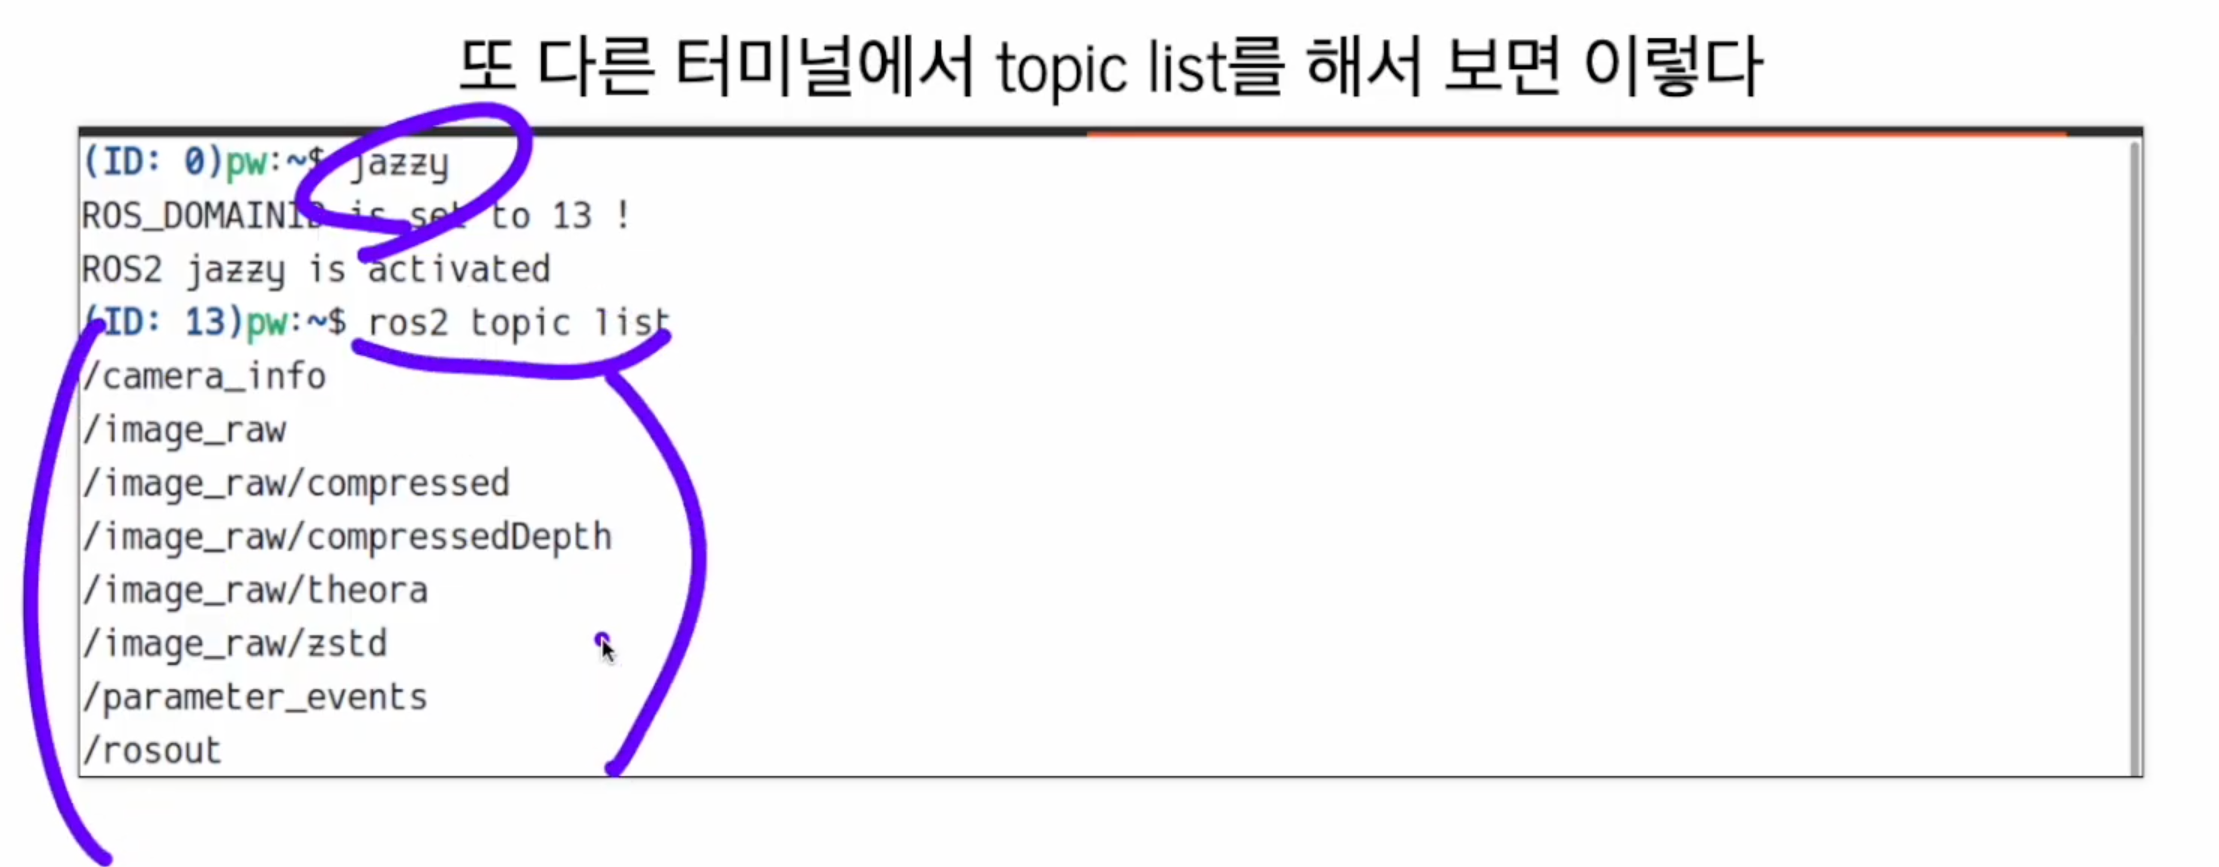 또 다른 터미널에서 topic list를 해서 보면 이렇다
(ID: 0)pw:~$ jazzy
ROS_DOMAINID is set to 13 !
ROS2 jazzy is activated
(ID: 13)pw:~$ ros2 topic list
/camera_info
/image_raw
/image_raw/compressed
/image_raw/compressedDepth
/image_raw/theora
/image_raw/zstd
/parameter_events
/rosout